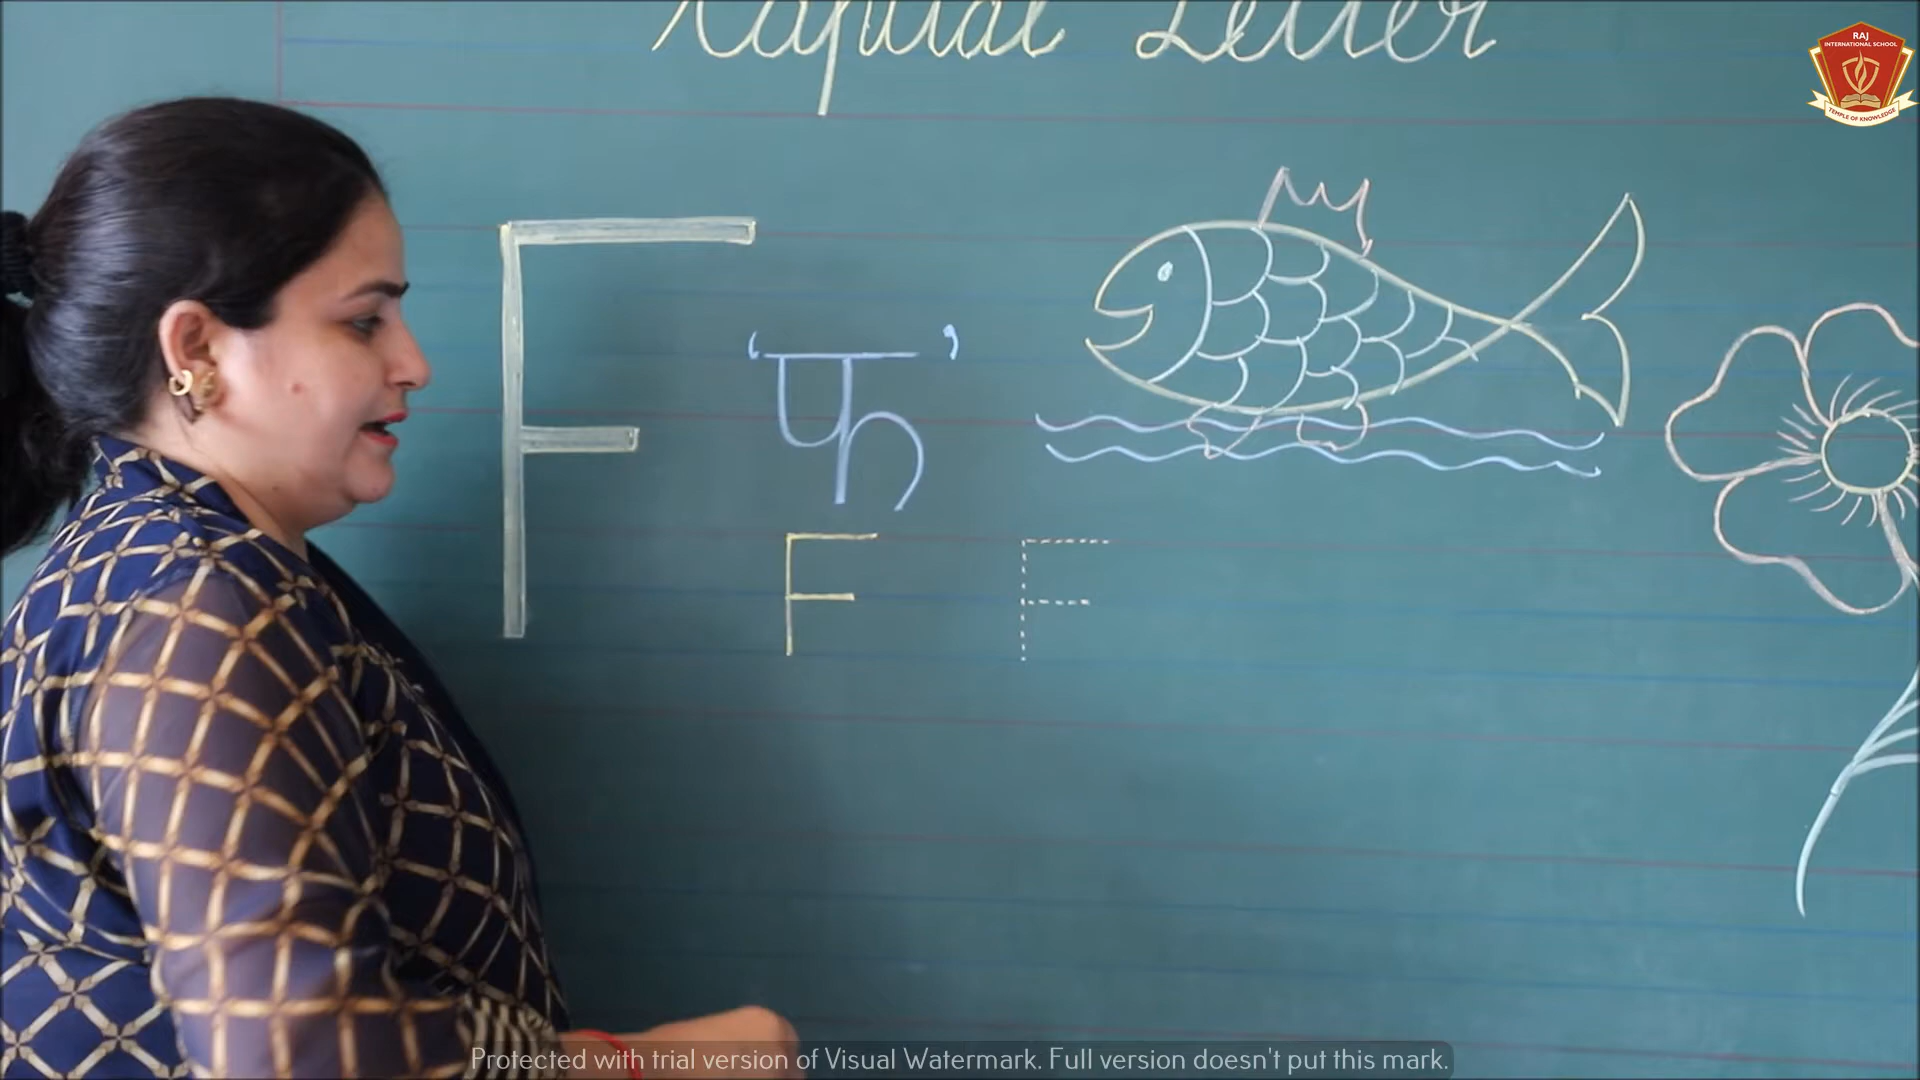 Capital Letter
RAJ
INTERNATIONAL SCHOOL
TEMPLE OF KNOWLEDGE
F
‘फ’
F F
Protected with trial version of Visual Watermark. Full version doesn't put this mark.